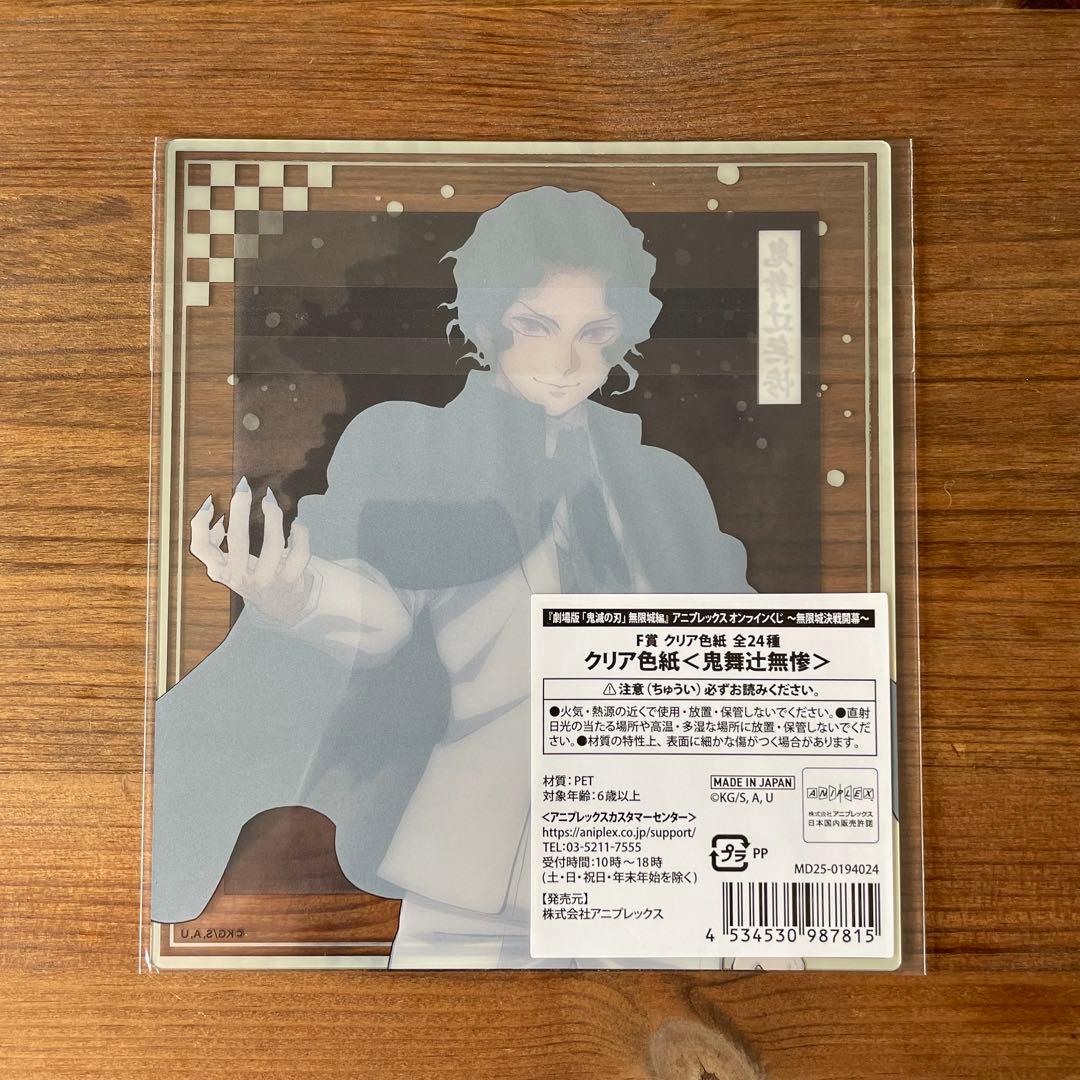 鬼舞辻無惨
『劇場版「鬼滅の刃」無限城編』アニプレックス オンラインくじ ～無限城決戦開幕～
F賞 クリア色紙 全24種
クリア色紙＜鬼舞辻無惨＞
⚠注意（ちゅうい）必ずお読みください。
●火気・熱源の近くで使用・放置・保管しないでください。●直射
日光の当たる場所や高温・多湿な場所に放置・保管しないでくだ
さい。●材質の特性上、表面に細かな傷がつく場合があります。
材質：PET
対象年齢：6歳以上
＜アニプレックスカスタマーセンター＞
https://aniplex.co.jp/support/
TEL：03-5211-7555
受付時間：10時～18時
（土・日・祝日・年末年始を除く）
【発売元】
株式会社アニプレックス
MADE IN JAPAN
©KG/S, A, U
ANIPLEX
株式会社アニプレックス
日本国内販売許諾
プラ PP
MD25-0194024
4 534530 987815
©KG/S,A,U